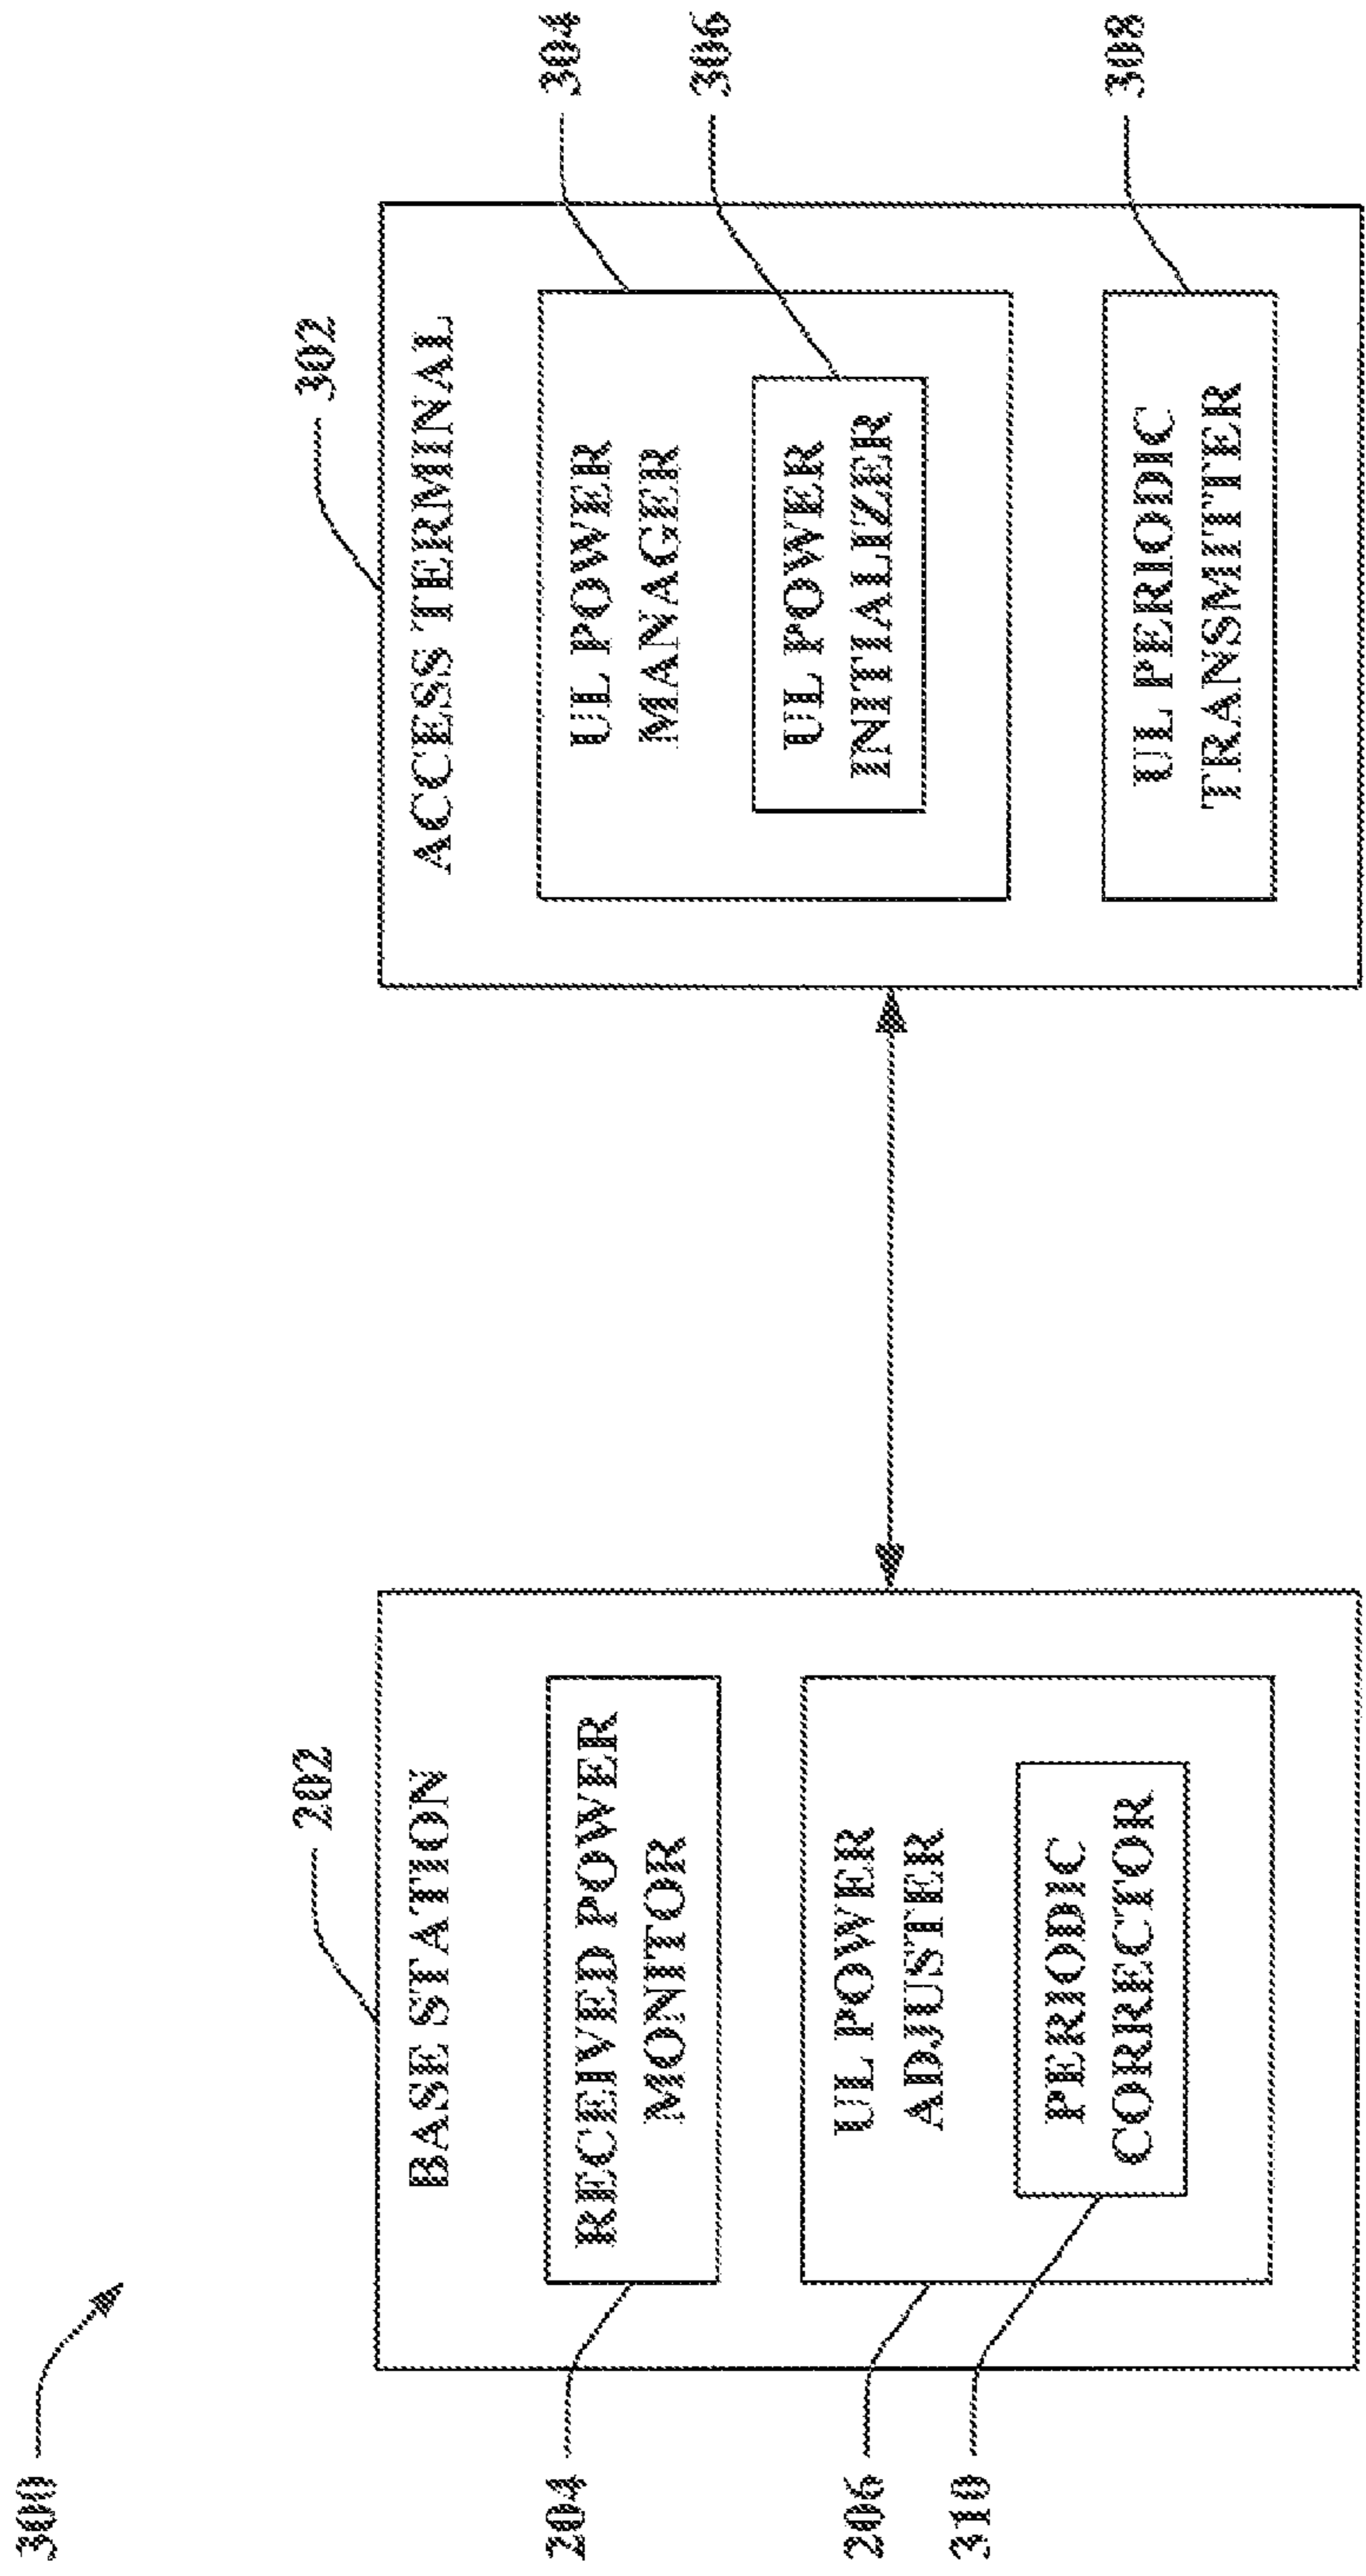 300
202
BASE STATION
204
RECEIVED POWER
MONITOR
206
UL POWER
ADJUSTER
310
PERIODIC
CORRECTOR
302
ACCESS TERMINAL
304
UL POWER
MANAGER
306
UL POWER
INITIALIZER
308
UL PERIODIC
TRANSMITTER